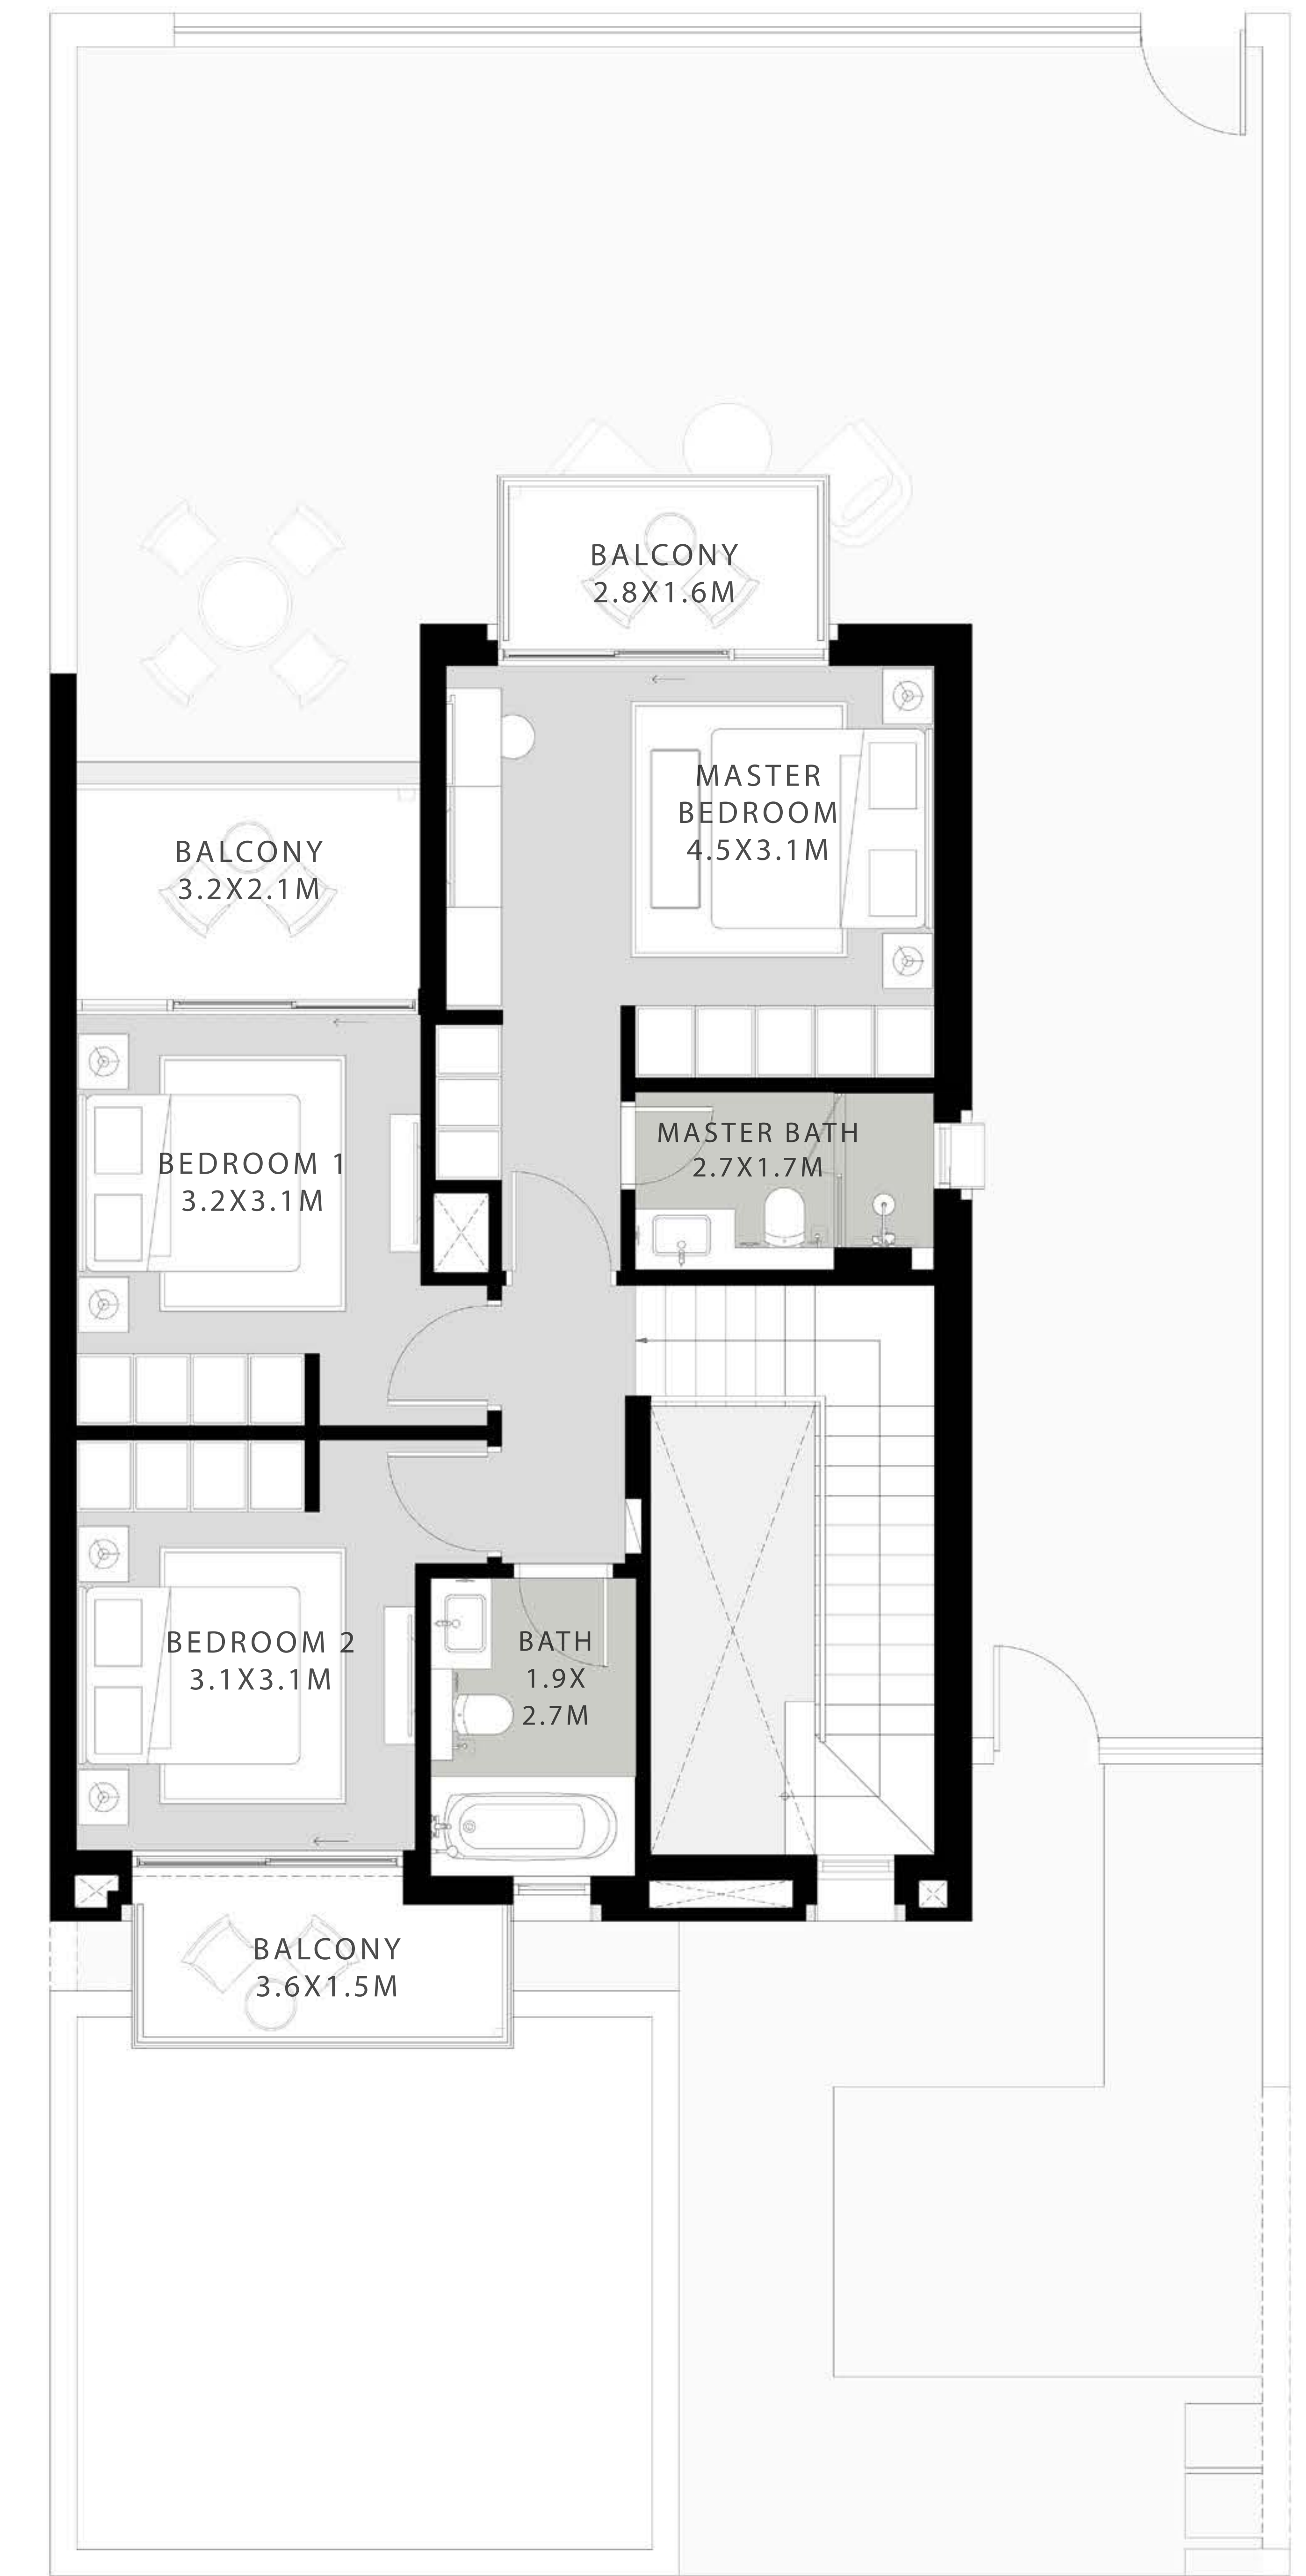 BALCONY
2.8X1.6M
MASTER
BEDROOM
4.5X3.1M
BALCONY
3.2X2.1M
MASTER BATH
2.7X1.7M
BEDROOM 1
3.2X3.1M
BEDROOM 2
3.1X3.1M
BATH
1.9X
2.7M
BALCONY
3.6X1.5M